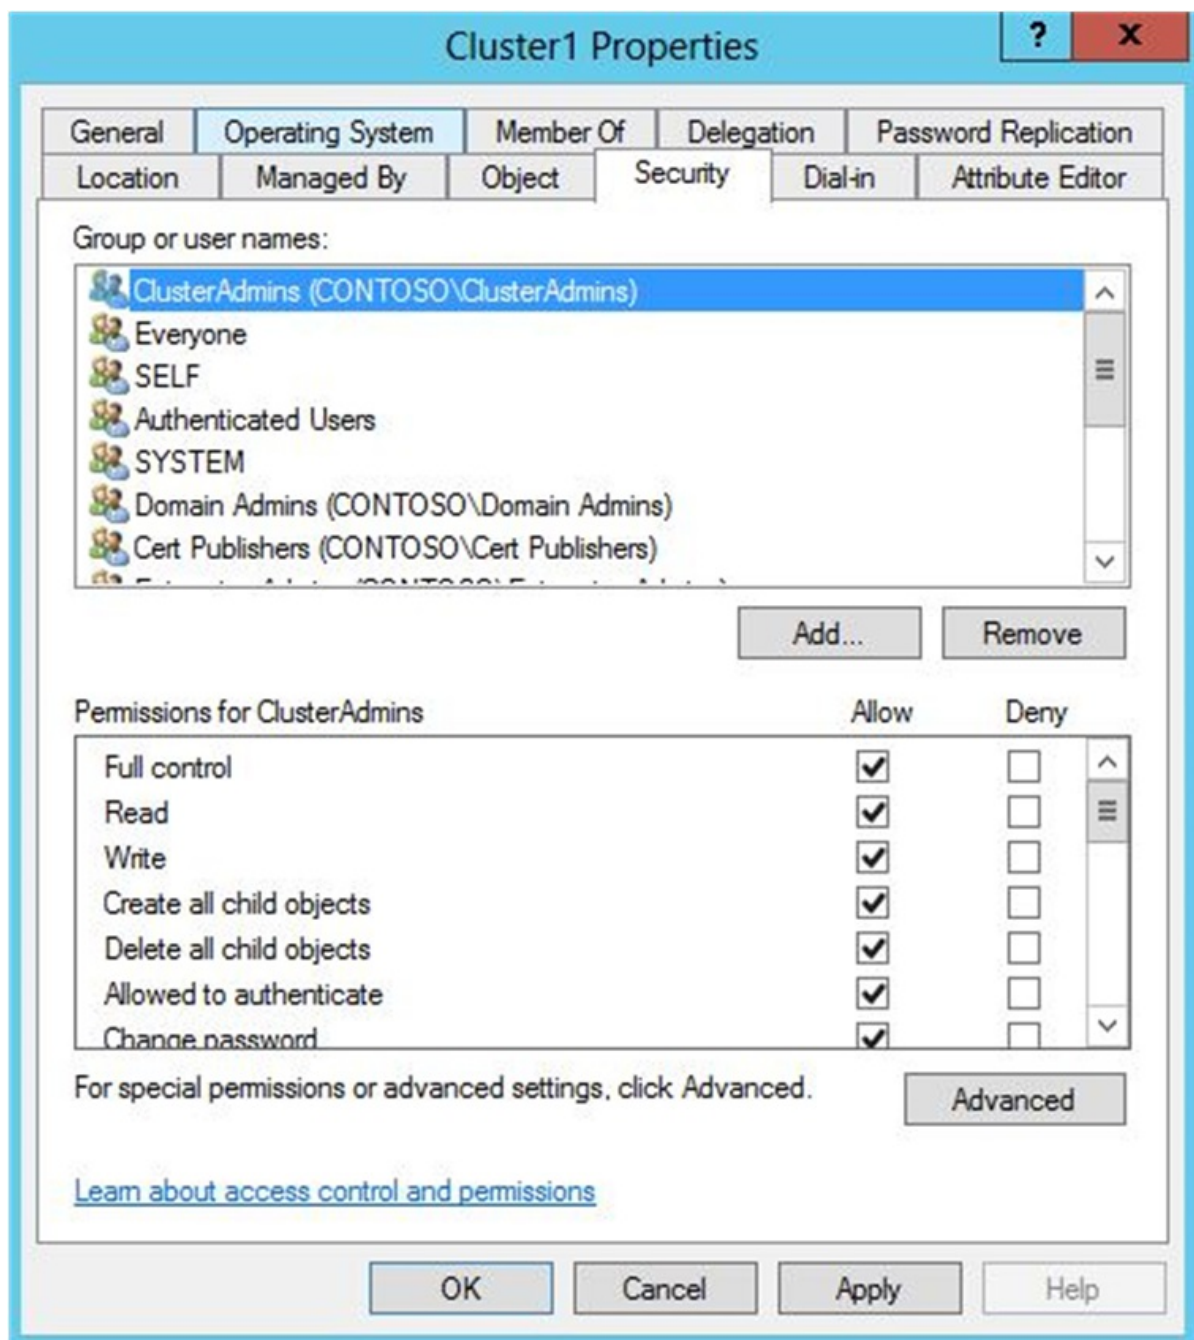 Cluster1 Properties
? x
General Operating System Member Of Delegation Password Replication
Location Managed By Object Security Dial-in Attribute Editor
Group or user names:
ClusterAdmins (CONTOSO\ClusterAdmins)
Everyone
SELF
Authenticated Users
SYSTEM
Domain Admins (CONTOSO\Domain Admins)
Cert Publishers (CONTOSO\Cert Publishers)
Add... Remove
Permissions for ClusterAdmins Allow Deny
Full control
Read
Write
Create all child objects
Delete all child objects
Allowed to authenticate
Change password
For special permissions or advanced settings, click Advanced.
Advanced
Learn about access control and permissions
OK Cancel Apply Help